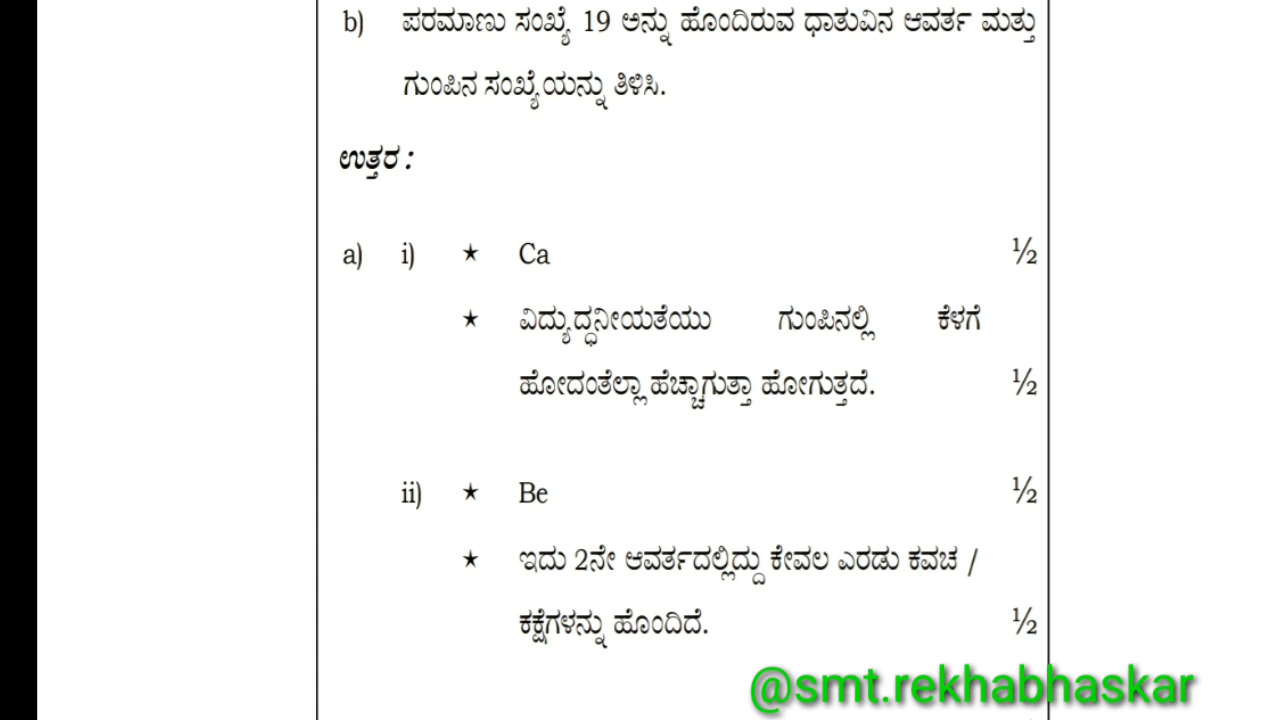 b) ಪರಮಾಣು ಸಂಖ್ಯೆ 19 ಅನ್ನು ಹೊಂದಿರುವ ಧಾತುವಿನ ಆವರ್ತ ಮತ್ತು
ಗುಂಪಿನ ಸಂಖ್ಯೆಯನ್ನು ತಿಳಿಸಿ.
ಉತ್ತರ :
a) i) ★ Ca ½
★ ವಿದ್ಯುದ್ಧನೀಯತೆಯು ಗುಂಪಿನಲ್ಲಿ ಕೆಳಗೆ
ಹೋದಂತೆಲ್ಲಾ ಹೆಚ್ಚಾಗುತ್ತಾ ಹೋಗುತ್ತದೆ. ½
ii) ★ Be ½
★ ಇದು 2ನೇ ಆವರ್ತದಲ್ಲಿದ್ದು ಕೇವಲ ಎರಡು ಕವಚ /
ಕಕ್ಷೆಗಳನ್ನು ಹೊಂದಿದೆ. ½
@smt.rekhabhaskar